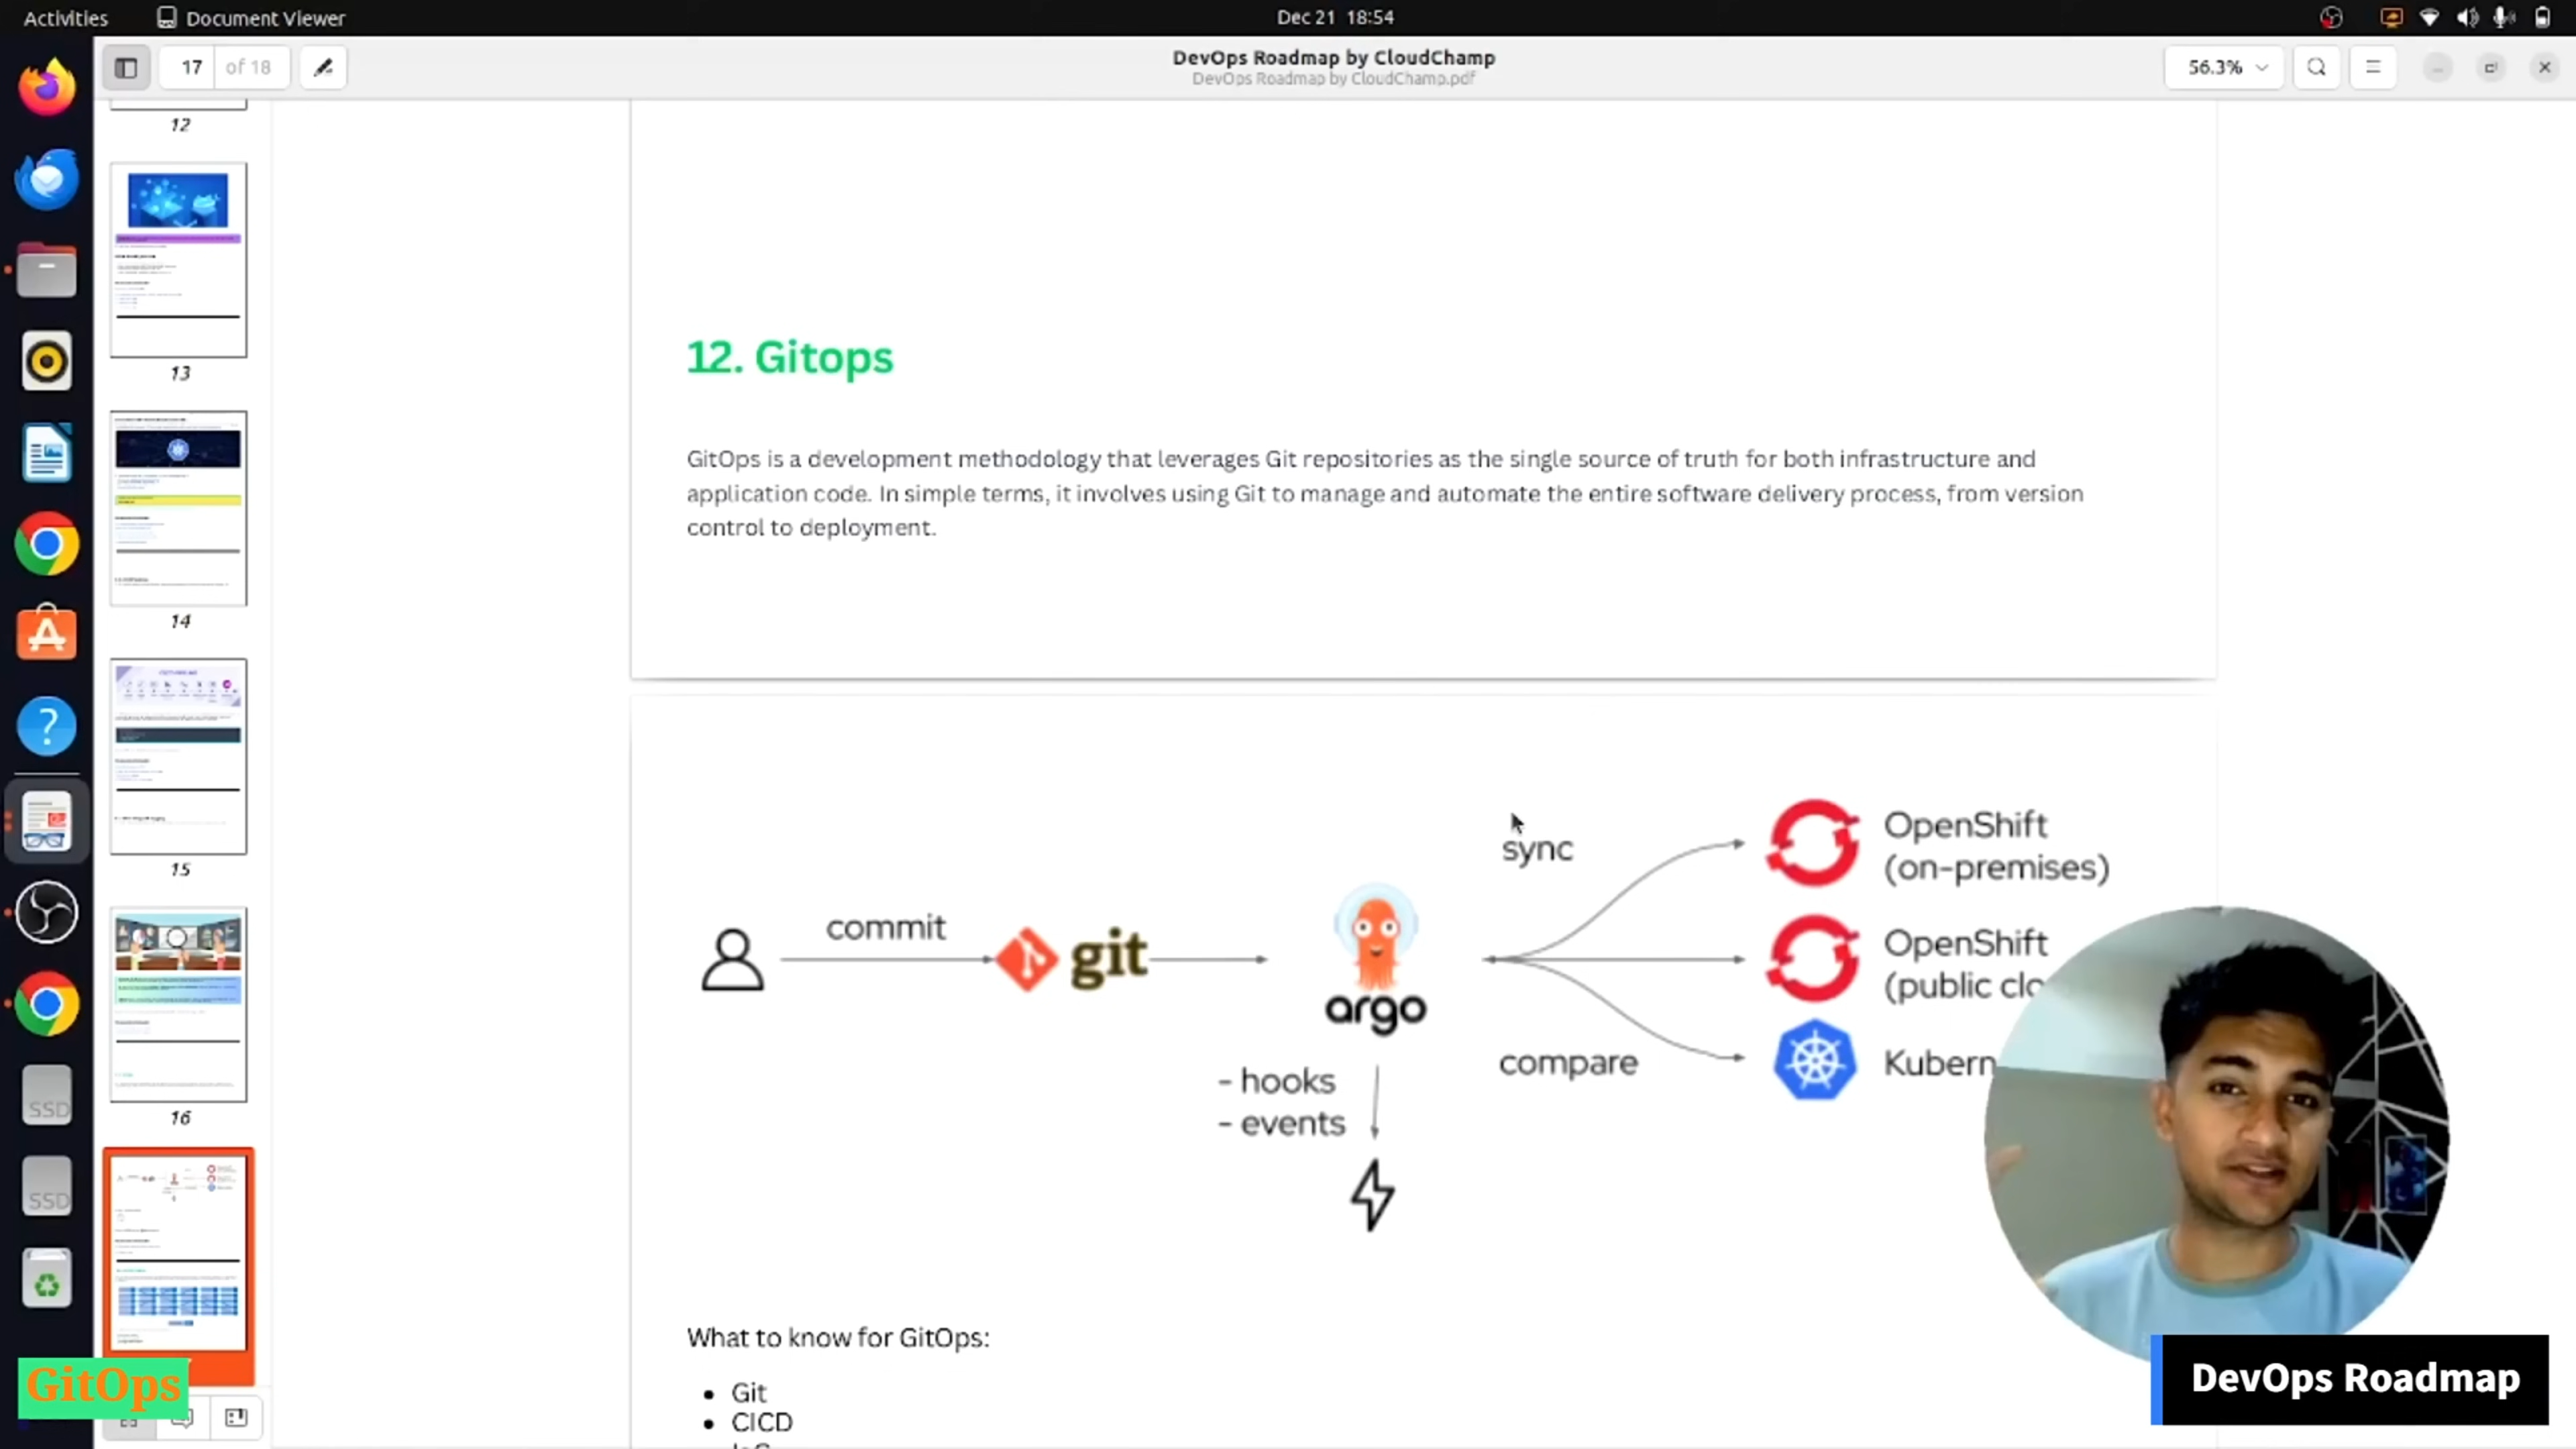 Activities
Document Viewer
Dec 21 18:54
17
of 18
DevOps Roadmap by CloudChamp
DevOps Roadmap by CloudChamp.pdf
56.3%
12
13
14
15
16
SSD
SSD
12. Gitops
GitOps is a development methodology that leverages Git repositories as the single source of truth for both infrastructure and
application code. In simple terms, it involves using Git to manage and automate the entire software delivery process, from version
control to deployment.
commit
git
argo
- hooks
- events
sync
compare
OpenShift
(on-premises)
OpenShift
(public clo
Kubern
What to know for GitOps:
• Git
• CICD
GitOps
DevOps Roadmap